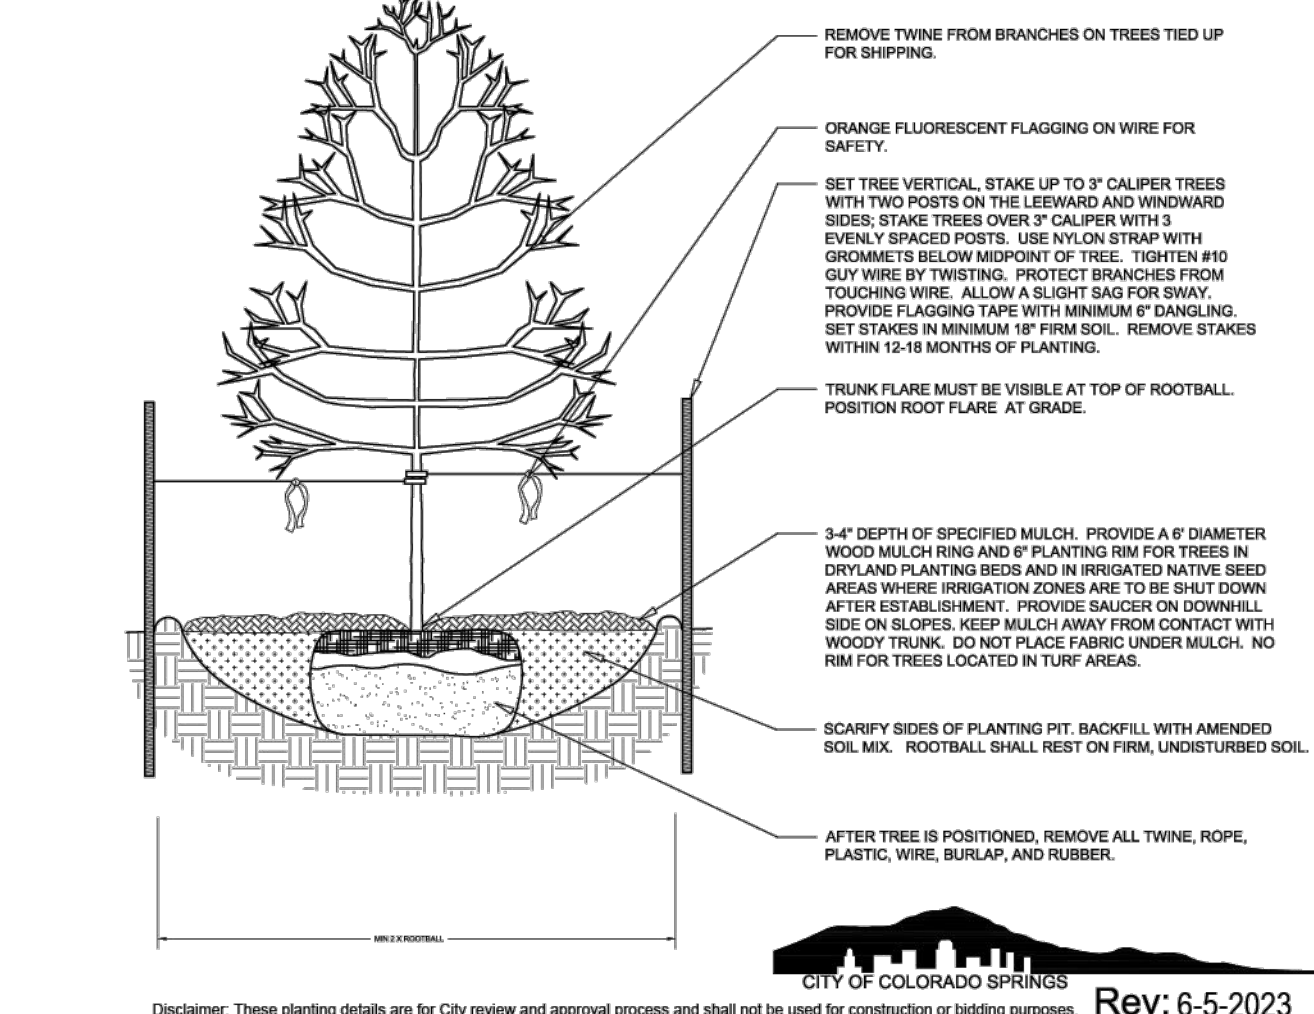 REMOVE TWINE FROM BRANCHES ON TREES TIED UP
FOR SHIPPING.
ORANGE FLUORESCENT FLAGGING ON WIRE FOR
SAFETY.
SET TREE VERTICAL, STAKE UP TO 3" CALIPER TREES
WITH TWO POSTS ON THE LEEWARD AND WINDWARD
SIDES; STAKE TREES OVER 3" CALIPER WITH 3
EVENLY SPACED POSTS. USE NYLON STRAP WITH
GROMMETS BELOW MIDPOINT OF TREE. TIGHTEN #10
GUY WIRE BY TWISTING. PROTECT BRANCHES FROM
TOUCHING WIRE. ALLOW A SLIGHT SAG FOR SWAY.
PROVIDE FLAGGING TAPE WITH MINIMUM 6" DANGLING.
SET STAKES IN MINIMUM 18" FIRM SOIL. REMOVE STAKES
WITHIN 12-18 MONTHS OF PLANTING.
TRUNK FLARE MUST BE VISIBLE AT TOP OF ROOTBALL.
POSITION ROOT FLARE AT GRADE.
3-4" DEPTH OF SPECIFIED MULCH. PROVIDE A 6' DIAMETER
WOOD MULCH RING AND 6" PLANTING RIM FOR TREES IN
DRYLAND PLANTING BEDS AND IN IRRIGATED NATIVE SEED
AREAS WHERE IRRIGATION ZONES ARE TO BE SHUT DOWN
AFTER ESTABLISHMENT. PROVIDE SAUCER ON DOWNHILL
SIDE ON SLOPES. KEEP MULCH AWAY FROM CONTACT WITH
WOODY TRUNK. DO NOT PLACE FABRIC UNDER MULCH. NO
RIM FOR TREES LOCATED IN TURF AREAS.
SCARIFY SIDES OF PLANTING PIT. BACKFILL WITH AMENDED
SOIL MIX. ROOTBALL SHALL REST ON FIRM, UNDISTURBED SOIL.
AFTER TREE IS POSITIONED, REMOVE ALL TWINE, ROPE,
PLASTIC, WIRE, BURLAP, AND RUBBER.
MIN 2 X ROOTBALL
CITY OF COLORADO SPRINGS
Disclaimer: These planting details are for City review and approval process and shall not be used for construction or bidding purposes.
Rev: 6-5-2023